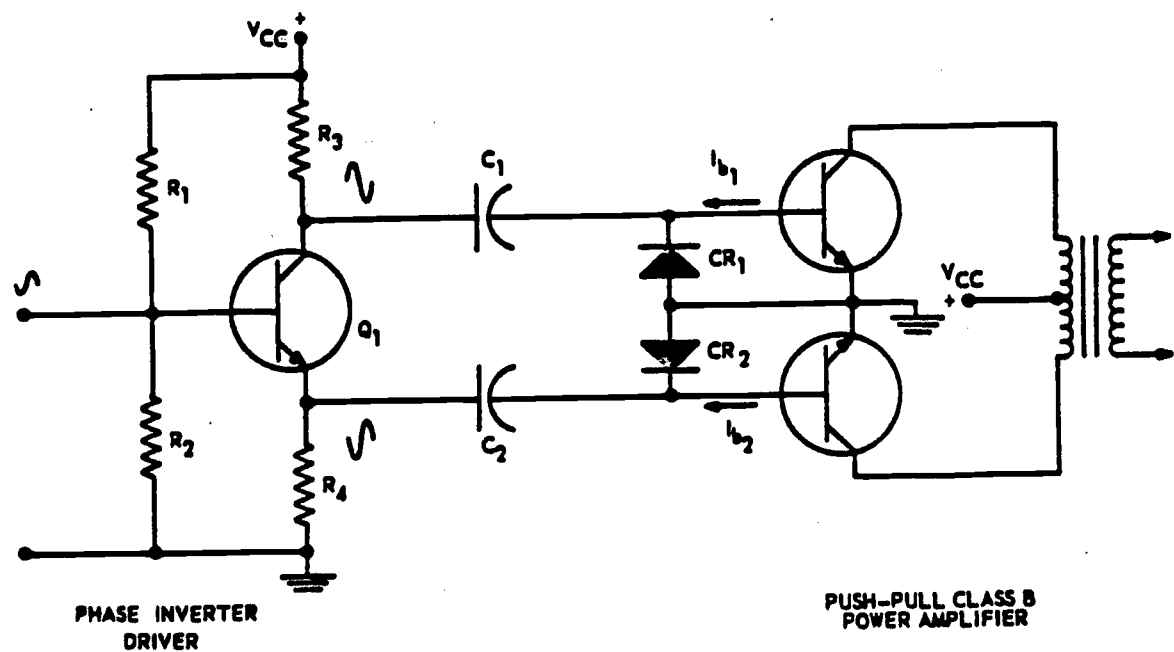 VCC +
R3
R1
C1
Ib1
CR1
VCC
+
Q1
CR2
R2
C2
Ib2
R4
PHASE INVERTER
DRIVER
PUSH-PULL CLASS B
POWER AMPLIFIER